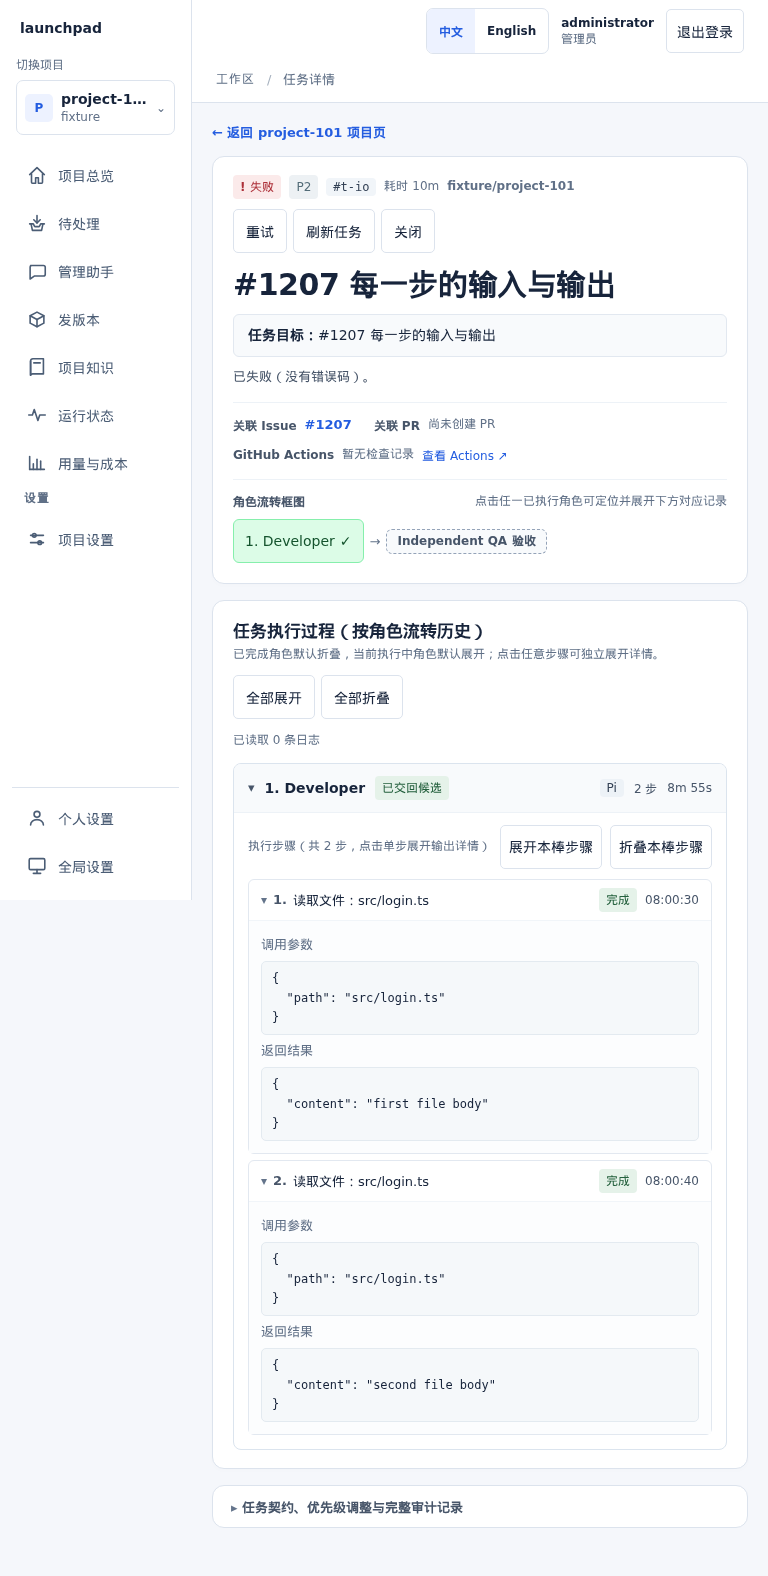 launchpad
切换项目
P
project-1…
fixture
项目总览
待处理
管理助手
发版本
项目知识
运行状态
用量与成本
设置
项目设置
个人设置
全局设置
中文
English
administrator
管理员
退出登录
工作区 / 任务详情
← 返回 project-101 项目页
! 失败 P2 #t-io 耗时 10m fixture/project-101
重试 刷新任务 关闭
#1207 每一步的输入与输出
任务目标：#1207 每一步的输入与输出
已失败（没有错误码）。
关联 Issue #1207 关联 PR 尚未创建 PR
GitHub Actions 暂无检查记录 查看 Actions ↗
角色流转框图 点击任一已执行角色可定位并展开下方对应记录
1. Developer ✓ → Independent QA 验收
任务执行过程（按角色流转历史）
已完成角色默认折叠，当前执行中角色默认展开；点击任意步骤可独立展开详情。
全部展开 全部折叠
已读取 0 条日志
▾ 1. Developer 已交回候选 Pi 2 步 8m 55s
执行步骤（共 2 步，点击单步展开输出详情） 展开本棒步骤 折叠本棒步骤
▾ 1. 读取文件：src/login.ts 完成 08:00:30
调用参数
{
"path": "src/login.ts"
}
返回结果
{
"content": "first file body"
}
▾ 2. 读取文件：src/login.ts 完成 08:00:40
调用参数
{
"path": "src/login.ts"
}
返回结果
{
"content": "second file body"
}
▸ 任务契约、优先级调整与完整审计记录